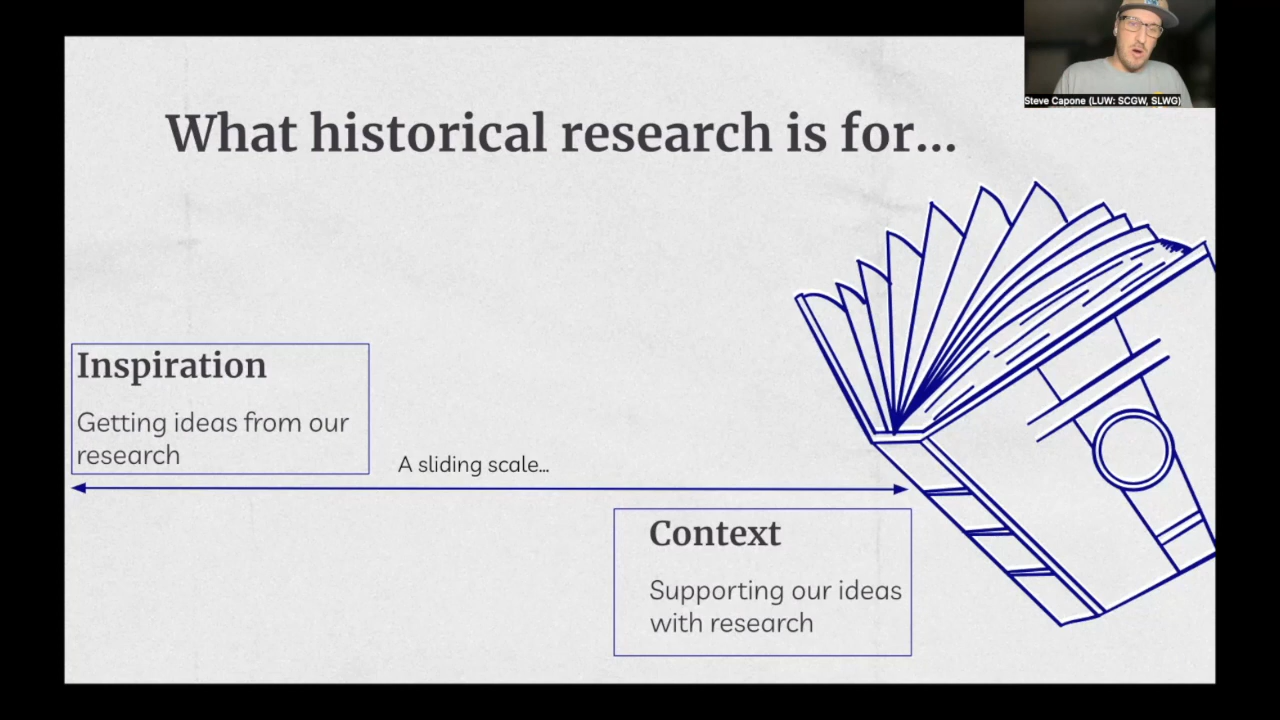 Steve Capone (LUW: SCGW, SLWG)
What historical research is for...
Inspiration
Getting ideas from our
research
A sliding scale...
Context
Supporting our ideas
with research